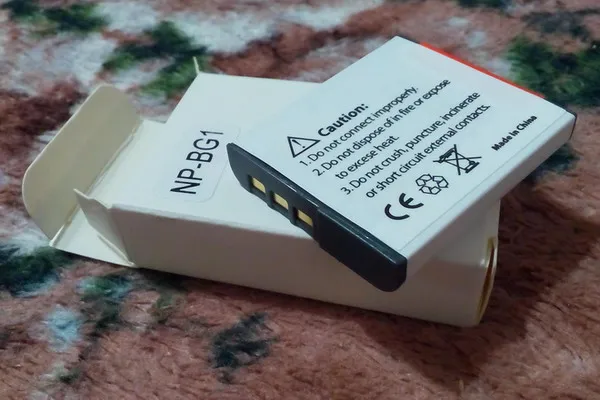 NP-BG1
Caution:
1. Do not connect improperly.
2. Do not dispose of in fire or expose
to excese heat.
3. Do not crush, puncture, incinerate
or short circuit external contacts.
CE
Made in China